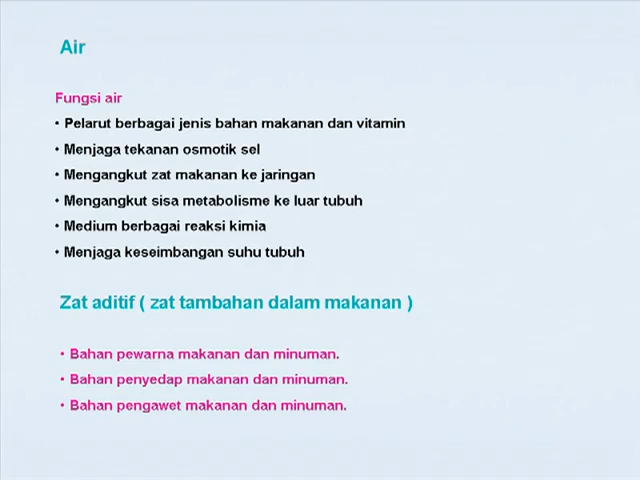 Air
Fungsi air
• Pelarut berbagai jenis bahan makanan dan vitamin
• Menjaga tekanan osmotik sel
• Mengangkut zat makanan ke jaringan
• Mengangkut sisa metabolisme ke luar tubuh
• Medium berbagai reaksi kimia
• Menjaga keseimbangan suhu tubuh
Zat aditif ( zat tambahan dalam makanan )
• Bahan pewarna makanan dan minuman.
• Bahan penyedap makanan dan minuman.
• Bahan pengawet makanan dan minuman.